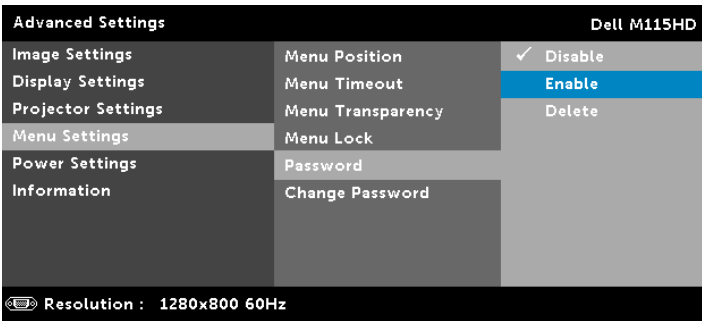 Advanced Settings Dell M115HD
Image Settings
Display Settings
Projector Settings
Menu Settings
Power Settings
Information
Menu Position
Menu Timeout
Menu Transparency
Menu Lock
Password
Change Password
✓ Disable
Enable
Delete
Resolution : 1280x800 60Hz